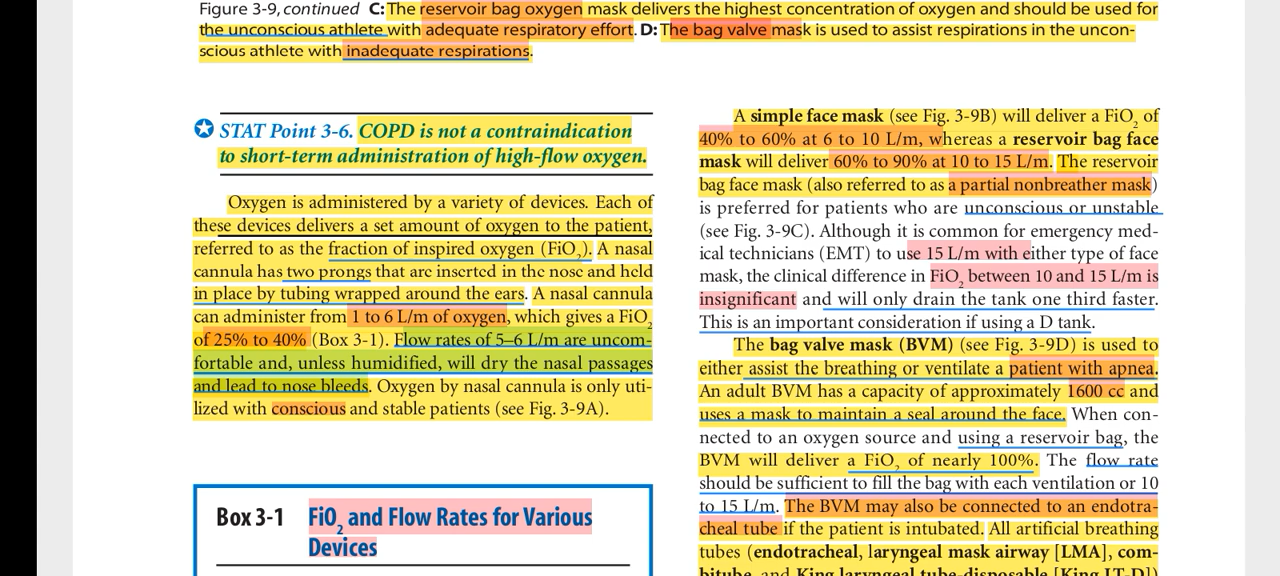 Figure 3-9, continued C: The reservoir bag oxygen mask delivers the highest concentration of oxygen and should be used for
the unconscious athlete with adequate respiratory effort. D: The bag valve mask is used to assist respirations in the uncon-
scious athlete with inadequate respirations.
STAT Point 3-6. COPD is not a contraindication
to short-term administration of high-flow oxygen.
Oxygen is administered by a variety of devices. Each of
these devices delivers a set amount of oxygen to the patient,
referred to as the fraction of inspired oxygen (FiO₂). A nasal
cannula has two prongs that are inserted in the nose and held
in place by tubing wrapped around the ears. A nasal cannula
can administer from 1 to 6 L/m of oxygen, which gives a FiO₂
of 25% to 40% (Box 3-1). Flow rates of 5–6 L/m are uncom-
fortable and, unless humidified, will dry the nasal passages
and lead to nose bleeds. Oxygen by nasal cannula is only uti-
lized with conscious and stable patients (see Fig. 3-9A).
Box 3-1 FiO₂ and Flow Rates for Various
Devices
A simple face mask (see Fig. 3-9B) will deliver a FiO₂ of
40% to 60% at 6 to 10 L/m, whereas a reservoir bag face
mask will deliver 60% to 90% at 10 to 15 L/m. The reservoir
bag face mask (also referred to as a partial nonbreather mask)
is preferred for patients who are unconscious or unstable
(see Fig. 3-9C). Although it is common for emergency med-
ical technicians (EMT) to use 15 L/m with either type of face
mask, the clinical difference in FiO₂ between 10 and 15 L/m is
insignificant and will only drain the tank one third faster.
This is an important consideration if using a D tank.
The bag valve mask (BVM) (see Fig. 3-9D) is used to
either assist the breathing or ventilate a patient with apnea.
An adult BVM has a capacity of approximately 1600 cc and
uses a mask to maintain a seal around the face. When con-
nected to an oxygen source and using a reservoir bag, the
BVM will deliver a FiO₂ of nearly 100%. The flow rate
should be sufficient to fill the bag with each ventilation or 10
to 15 L/m. The BVM may also be connected to an endotra-
cheal tube if the patient is intubated. All artificial breathing
tubes (endotracheal, laryngeal mask airway [LMA], com-
bitube, and King laryngeal tube-disposable [King LT-D])